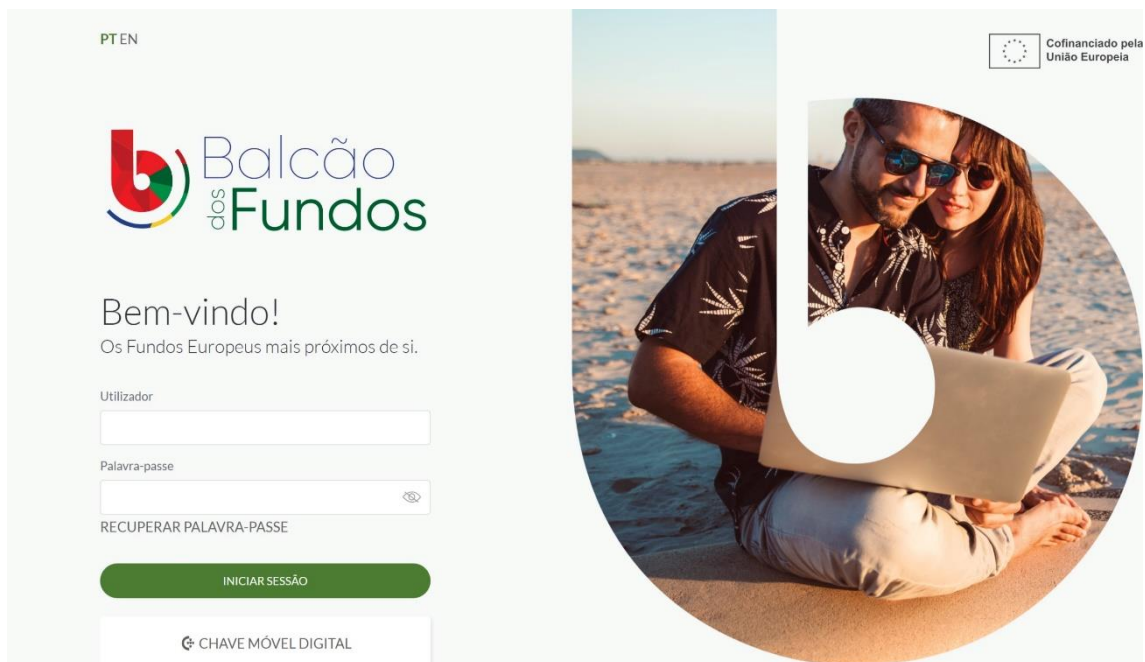 PT EN
Cofinanciado pela
União Europeia
Balcão
dos Fundos
Bem-vindo!
Os Fundos Europeus mais próximos de si.
Utilizador
Palavra-passe
RECUPERAR PALAVRA-PASSE
INICIAR SESSÃO
CHAVE MÓVEL DIGITAL